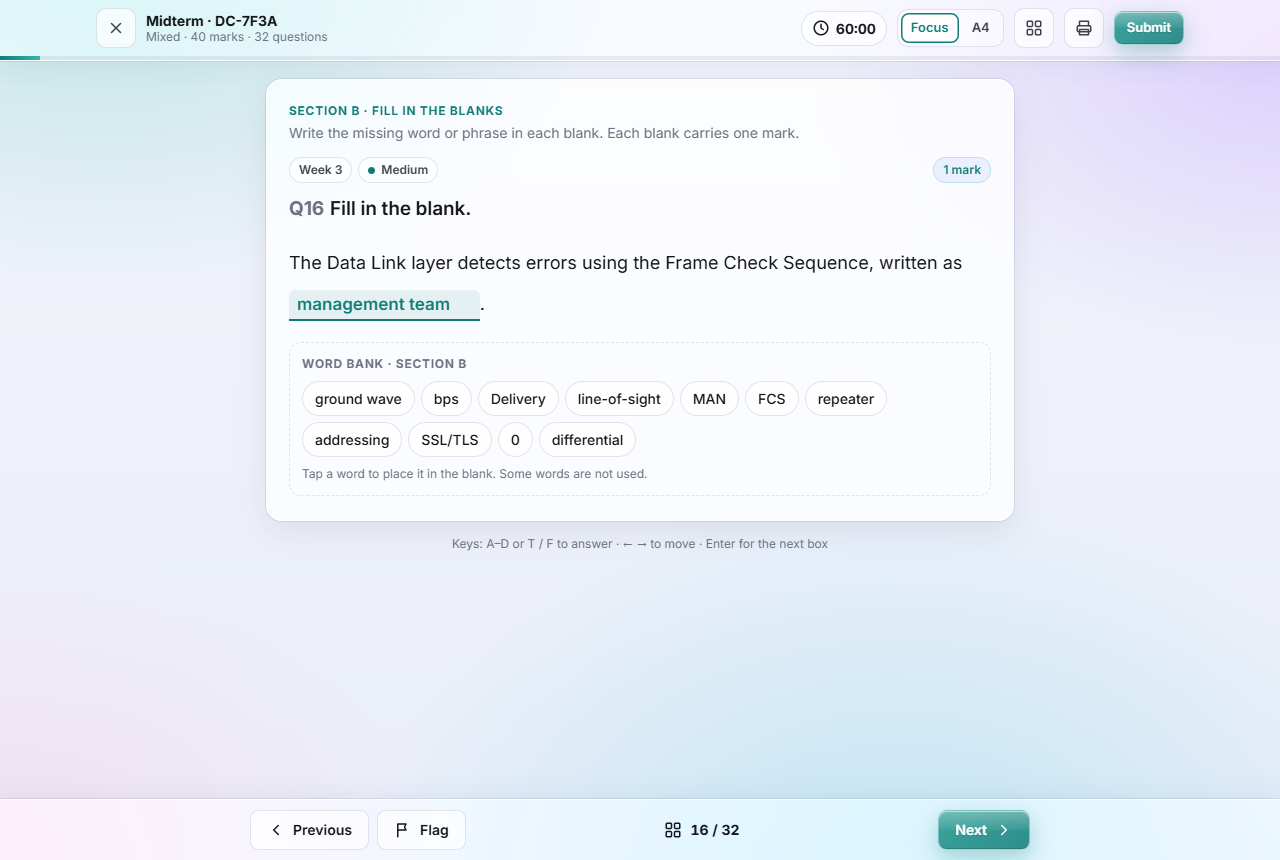 Midterm · DC-7F3A
Mixed · 40 marks · 32 questions
60:00
Focus
A4
Submit
SECTION B · FILL IN THE BLANKS
Write the missing word or phrase in each blank. Each blank carries one mark.
Week 3
Medium
1 mark
Q16 Fill in the blank.
The Data Link layer detects errors using the Frame Check Sequence, written as
management team .
WORD BANK · SECTION B
ground wave bps Delivery line-of-sight MAN FCS repeater
addressing SSL/TLS 0 differential
Tap a word to place it in the blank. Some words are not used.
Keys: A–D or T / F to answer · ← → to move · Enter for the next box
Previous
Flag
16 / 32
Next